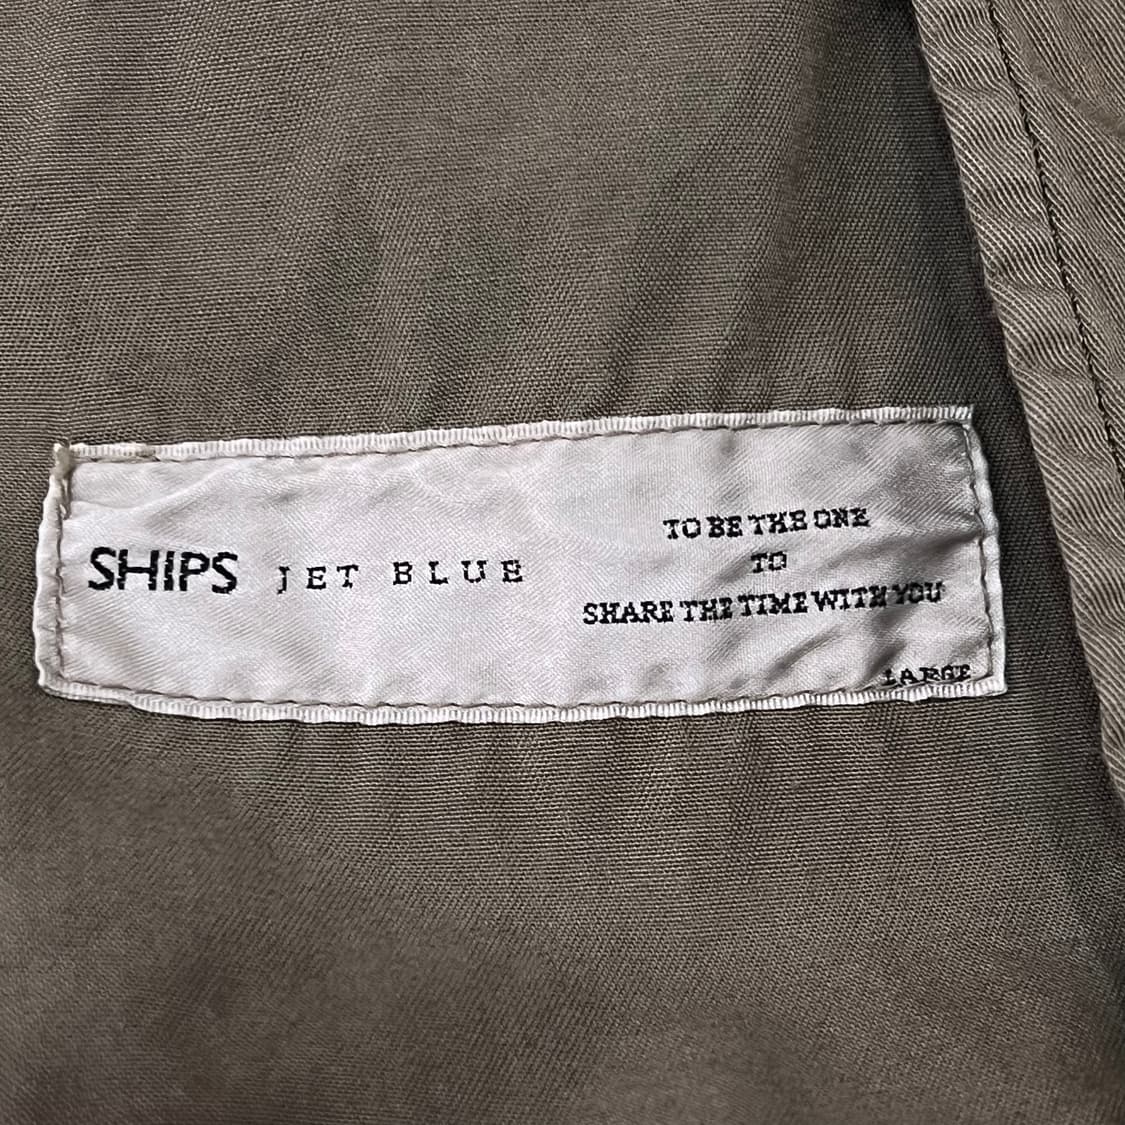 SHIPS JET BLUE
TO BE THE ONE
TO
SHARE THE TIME WITH YOU
LARGE